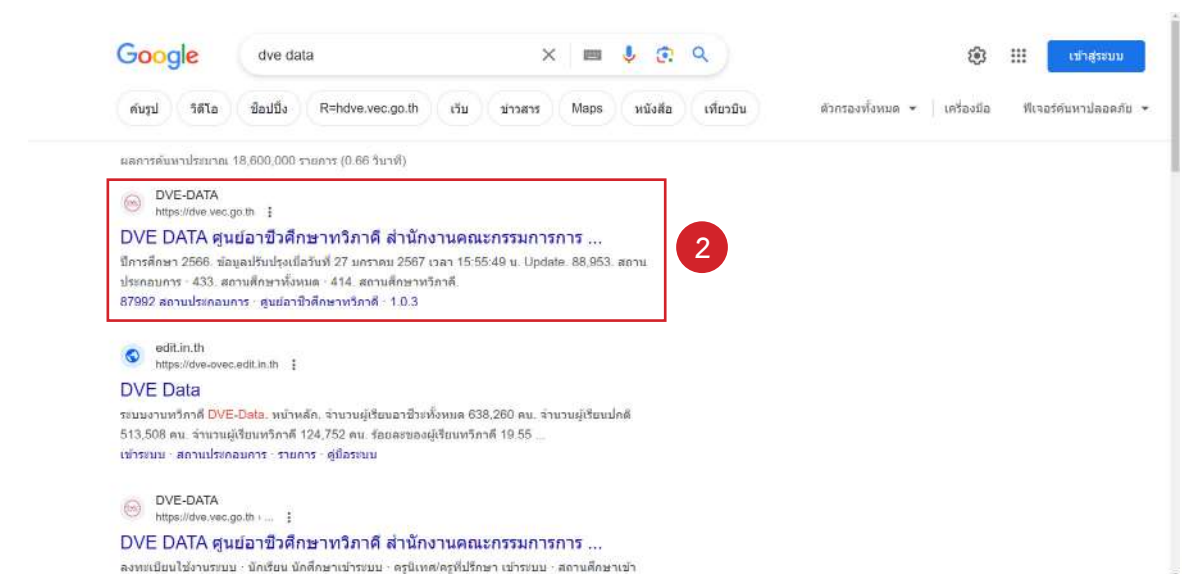 Google
dve data
เข้าสู่ระบบ
ค้นรูป วิดีโอ ช็อปปิ้ง R=hdve.vec.go.th เว็บ ข่าวสาร Maps หนังสือ เที่ยวบิน ตัวกรองทั้งหมด เครื่องมือ ฟีเจอร์ค้นหาปลอดภัย
ผลการค้นหาประมาณ 18,600,000 รายการ (0.66 วินาที)
DVE-DATA
https://dve.vec.go.th
DVE DATA ศูนย์อาชีวศึกษาทวิภาคี สำนักงานคณะกรรมการการ ...
2
ปีการศึกษา 2566. ข้อมูลปรับปรุงเมื่อวันที่ 27 มกราคม 2567 เวลา 15:55:49 น. Update. 88,953. สถาน
ประกอบการ · 433. สถานศึกษาทั้งหมด · 414. สถานศึกษาทวิภาคี.
87992 สถานประกอบการ · ศูนย์อาชีวศึกษาทวิภาคี · 1.0.3
edit.in.th
https://dve-ovec.edit.in.th
DVE Data
ระบบงานทวิภาคี DVE-Data. หน้าหลัก. จำนวนผู้เรียนอาชีวะทั้งหมด 638,260 คน. จำนวนผู้เรียนปกติ
513,508 คน. จำนวนผู้เรียนทวิภาคี 124,752 คน. ร้อยละของผู้เรียนทวิภาคี 19.55 ...
เข้าระบบ · สถานประกอบการ · รายการ · คู่มือระบบ
DVE-DATA
https://dve.vec.go.th › ...
DVE DATA ศูนย์อาชีวศึกษาทวิภาคี สำนักงานคณะกรรมการการ ...
ลงทะเบียนใช้งานระบบ · นักเรียน นักศึกษาเข้าระบบ · ครูนิเทศ/ครูที่ปรึกษา เข้าระบบ · สถานศึกษาเข้า